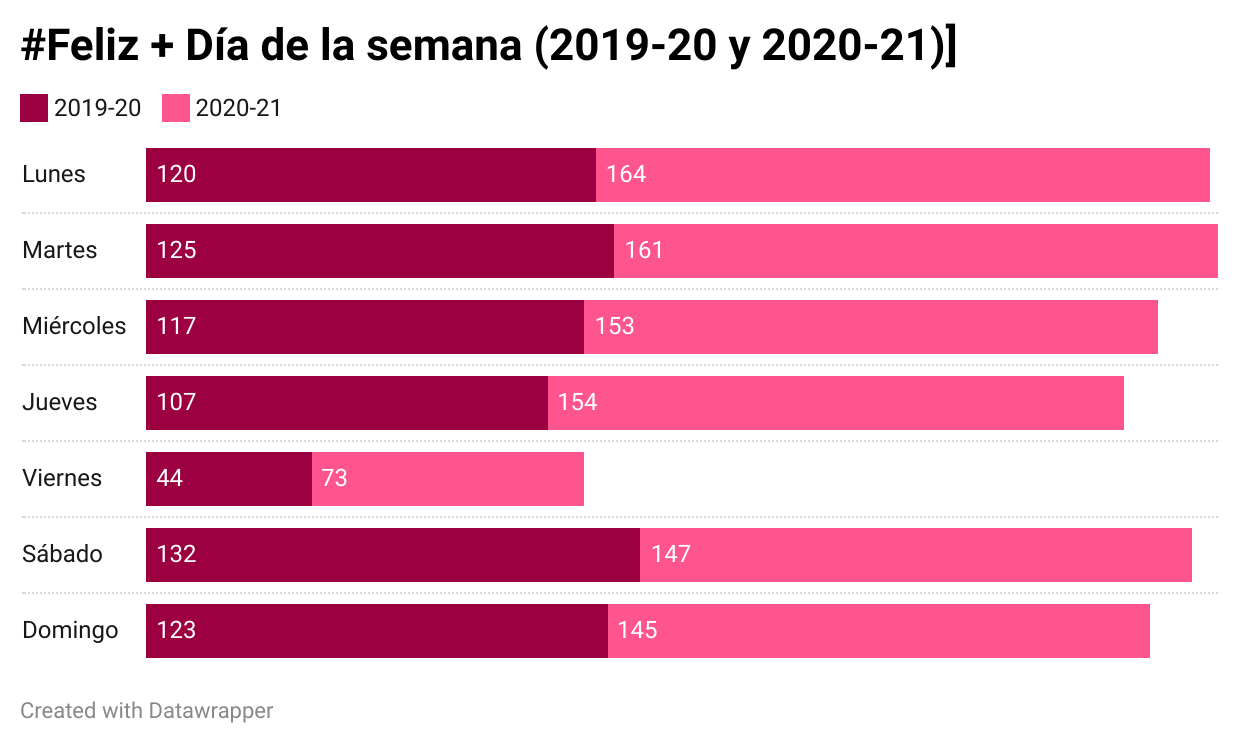 #Feliz + Día de la semana (2019-20 y 2020-21)]
2019-20 2020-21
Lunes 120 164
Martes 125 161
Miércoles 117 153
Jueves 107 154
Viernes 44 73
Sábado 132 147
Domingo 123 145
Created with Datawrapper